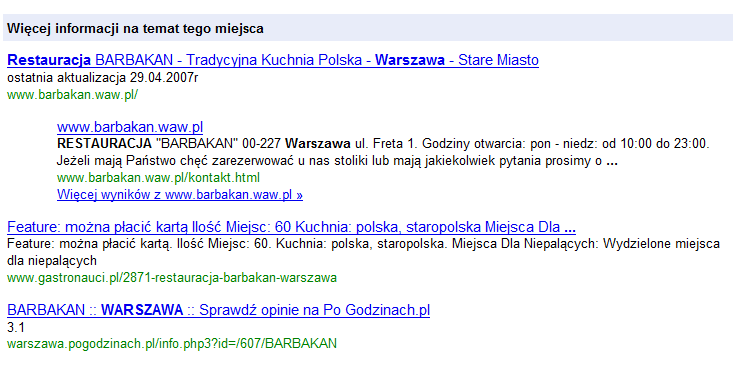 Więcej informacji na temat tego miejsca
Restauracja BARBAKAN - Tradycyjna Kuchnia Polska - Warszawa - Stare Miasto
ostatnia aktualizacja 29.04.2007r
www.barbakan.waw.pl/
www.barbakan.waw.pl
RESTAURACJA "BARBAKAN" 00-227 Warszawa ul. Freta 1. Godziny otwarcia: pon - niedz: od 10:00 do 23:00.
Jeżeli mają Państwo chęć zarezerwować u nas stoliki lub mają jakiekolwiek pytania prosimy o ...
www.barbakan.waw.pl/kontakt.html
Więcej wyników z www.barbakan.waw.pl »
Feature: można płacić kartą Ilość Miejsc: 60 Kuchnia: polska, staropolska Miejsca Dla ...
Feature: można płacić kartą. Ilość Miejsc: 60. Kuchnia: polska, staropolska. Miejsca Dla Niepalących: Wydzielone miejsca
dla niepalących
www.gastronauci.pl/2871-restauracja-barbakan-warszawa
BARBAKAN :: WARSZAWA :: Sprawdź opinie na Po Godzinach.pl
3.1
warszawa.pogodzinach.pl/info.php3?id=/607/BARBAKAN